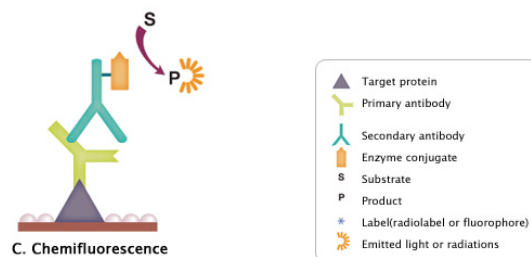 S
P
C. Chemifluorescence
Target protein
Primary antibody
Secondary antibody
Enzyme conjugate
S Substrate
P Product
* Label(radiolabel or fluorophore)
Emitted light or radiations